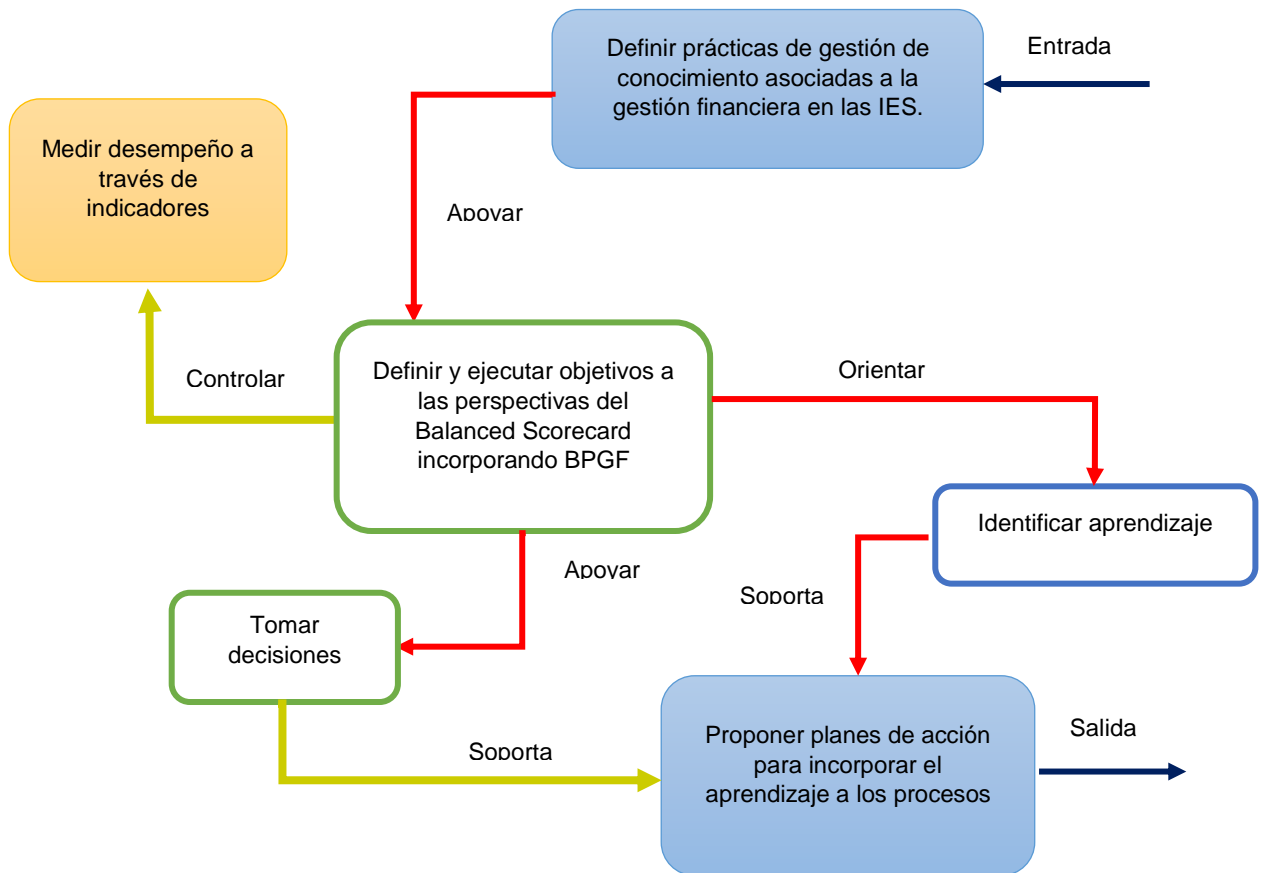 Definir prácticas de gestión de
conocimiento asociadas a la
gestión financiera en las IES.
Entrada
Medir desempeño a
través de
indicadores
Apoyar
Controlar
Definir y ejecutar objetivos a
las perspectivas del
Balanced Scorecard
incorporando BPGF
Orientar
Identificar aprendizaje
Apoyar
Soporta
Tomar
decisiones
Soporta
Proponer planes de acción
para incorporar el
aprendizaje a los procesos
Salida